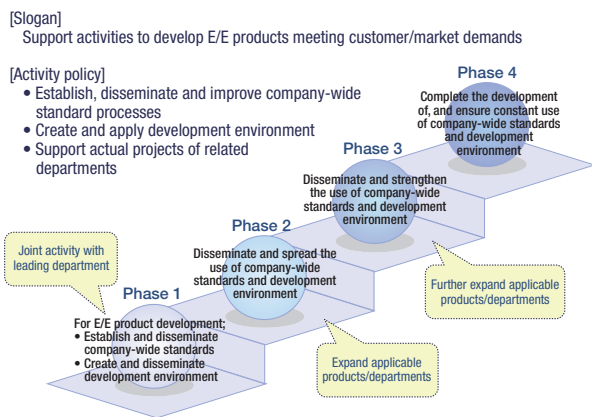 [Slogan]
Support activities to develop E/E products meeting customer/market demands
[Activity policy]
• Establish, disseminate and improve company-wide
standard processes
• Create and apply development environment
• Support actual projects of related
departments
Phase 4
Complete the development
of, and ensure constant use
of company-wide standards
and development
environment
Phase 3
Disseminate and strengthen
the use of company-wide
standards and development
environment
Phase 2
Disseminate and spread the
use of company-wide
standards and development
environment
Joint activity with
leading department
Phase 1
For E/E product development;
• Establish and disseminate
company-wide standards
• Create and disseminate
development environment
Further expand applicable
products/departments
Expand applicable
products/departments